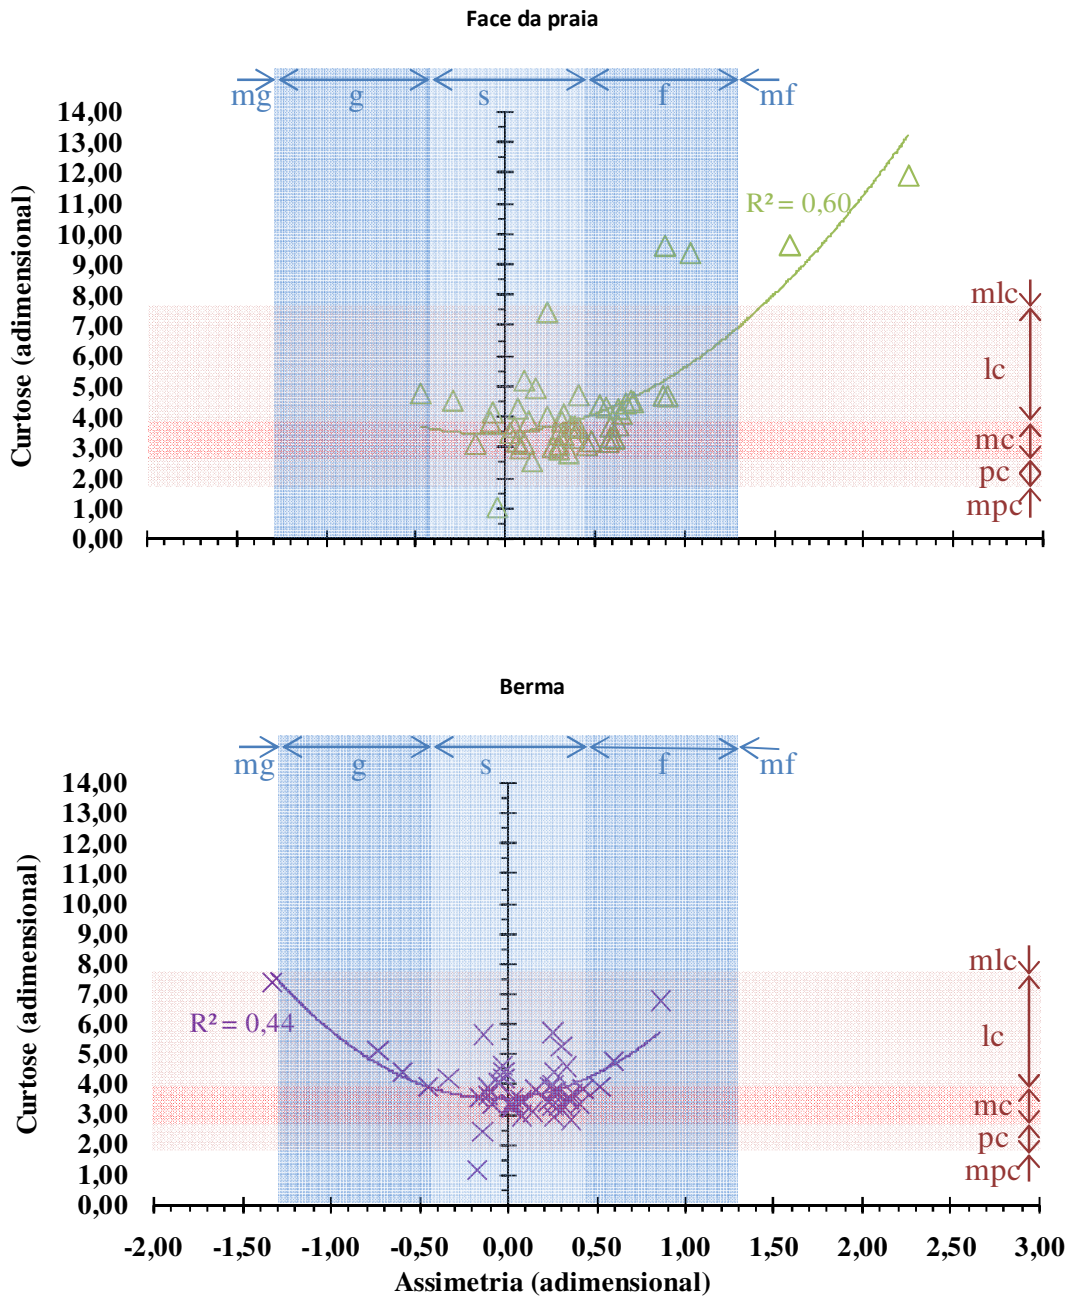 Face da praia
mg g s f mf
14,00
13,00
12,00
11,00
10,00
9,00
8,00
7,00
6,00
5,00
4,00
3,00
2,00
1,00
0,00
Curtose (adimensional)
R² = 0,60
mlc
lc
mc
pc
mpc
Berma
mg g s f mf
14,00
13,00
12,00
11,00
10,00
9,00
8,00
7,00
6,00
5,00
4,00
3,00
2,00
1,00
0,00
Curtose (adimensional)
R² = 0,44
mlc
lc
mc
pc
mpc
-2,00 -1,00 -0,50 0,00 0,50 1,00 1,50 2,00 2,50 3,00
Assimetria (adimensional)